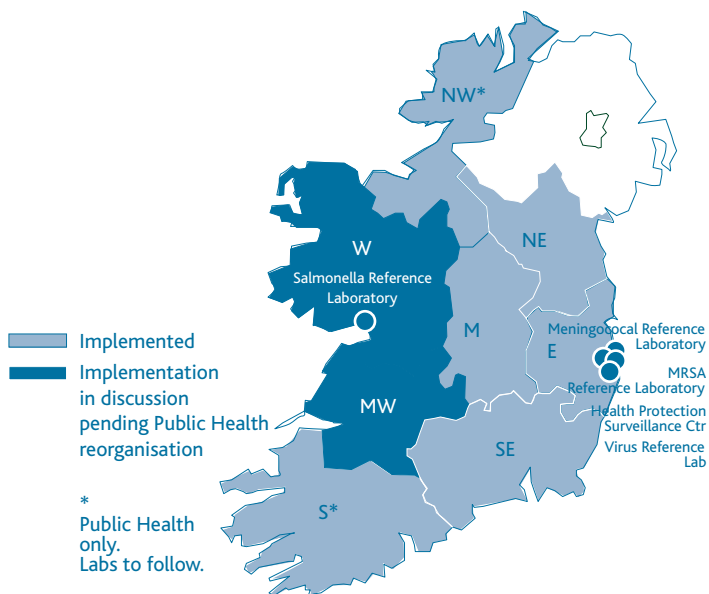 NW*
NE
W
Salmonella Reference
Laboratory
M
E
Meningococal Reference
Laboratory
MRSA
Reference Laboratory
Health Protection
Surveillance Ctr
Virus Reference
Lab
MW
SE
S*
Implemented
Implementation
in discussion
pending Public Health
reorganisation
*
Public Health
only.
Labs to follow.